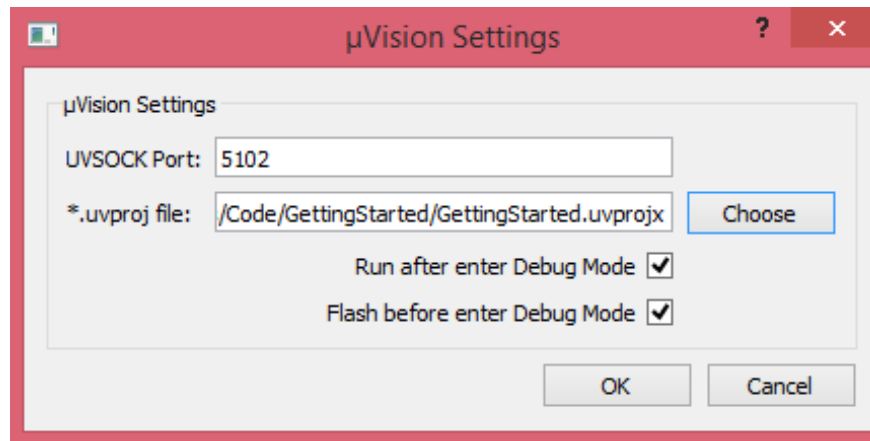 µVision Settings
?
×
µVision Settings
UVSOCK Port: 5102
*.uvproj file: /Code/GettingStarted/GettingStarted.uvprojx Choose
Run after enter Debug Mode
Flash before enter Debug Mode
OK Cancel